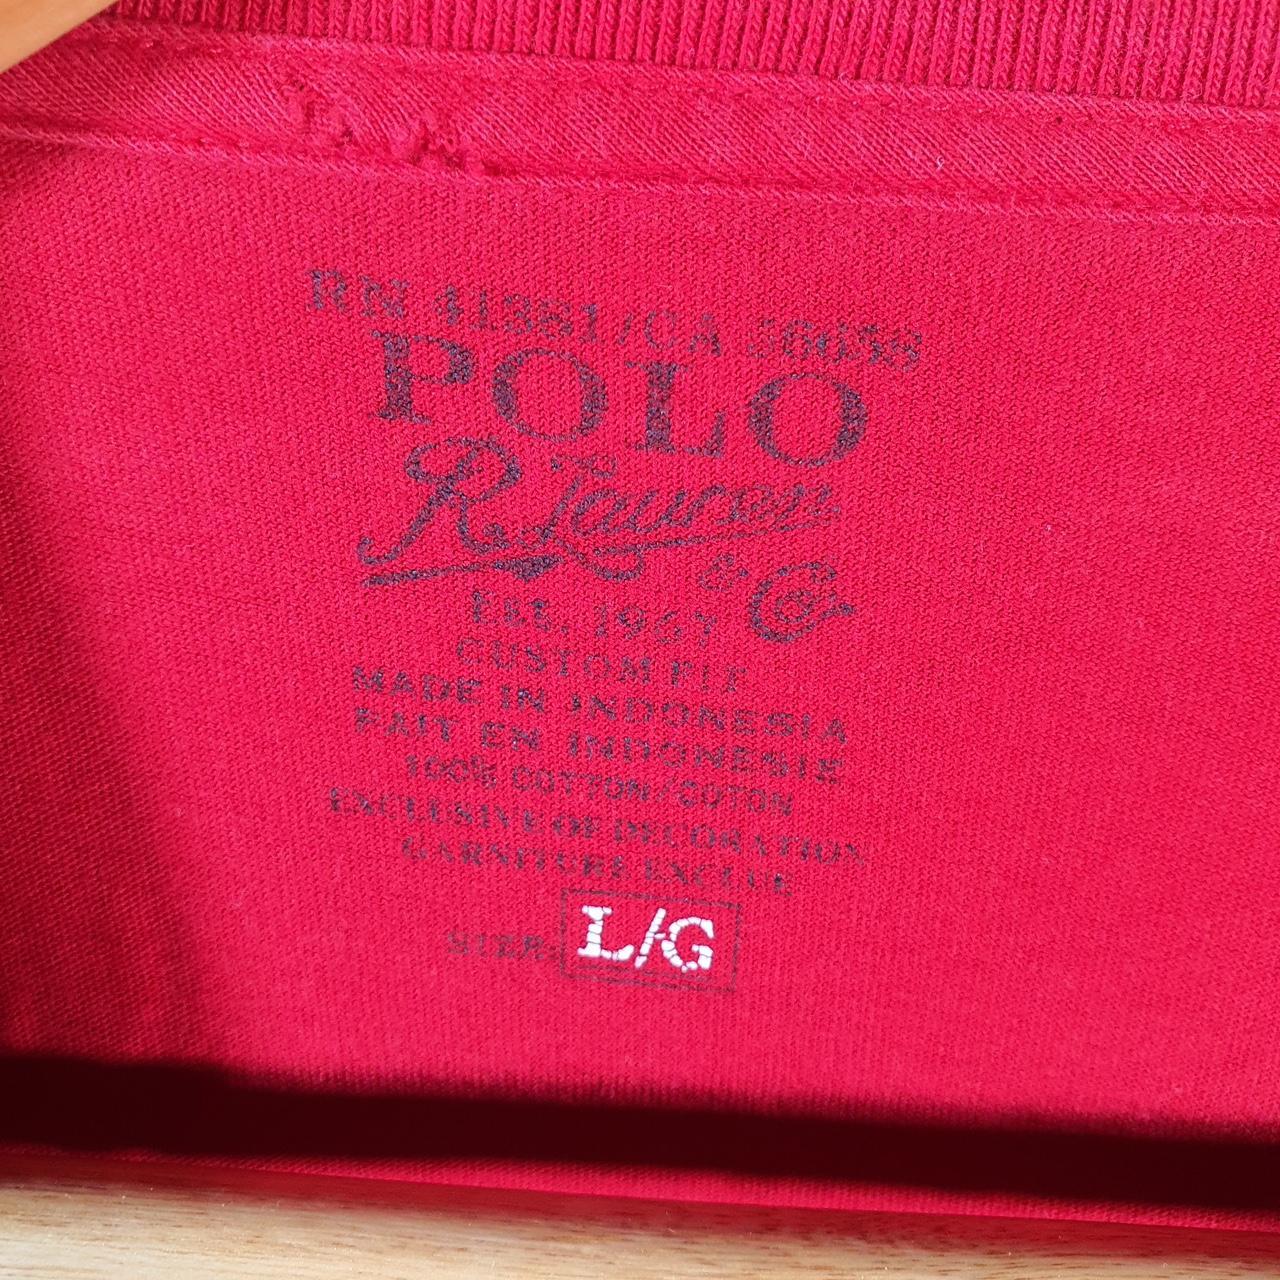 RN 41381/CA 56658
POLO
R. Lauren
& Co
Est. 1967
CUSTOM FIT
MADE IN INDONESIA
FAIT EN INDONESIE
100% COTTON/COTON
EXCLUSIVE OF DECORATION
GARNITURE EXCLUE
SIZE: L/G